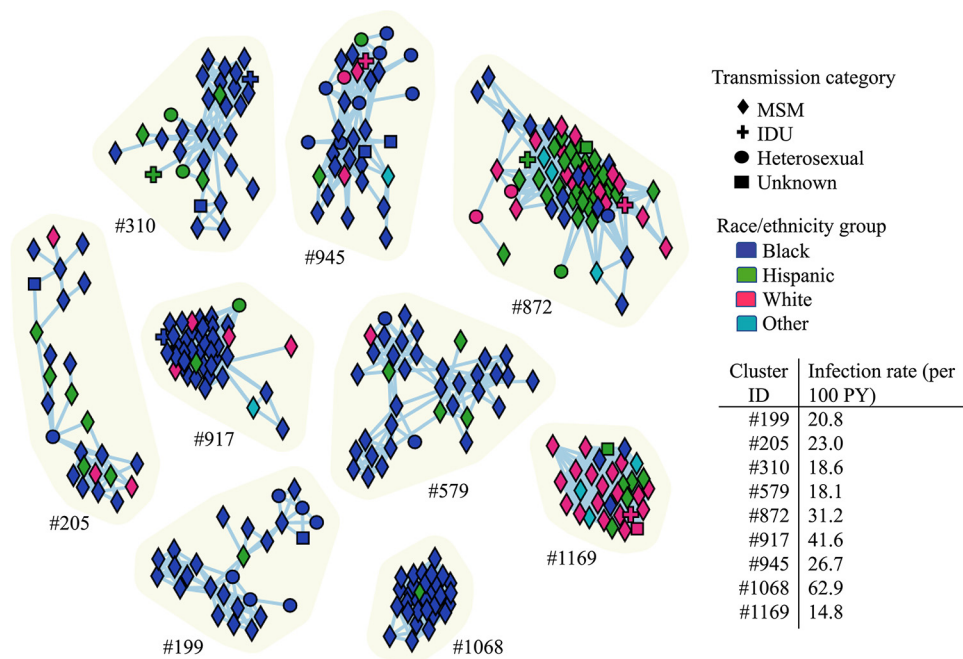 #310
#945
#872
#205
#917
#579
#1169
#199
#1068
Transmission category
MSM
IDU
Heterosexual
Unknown
Race/ethnicity group
Black
Hispanic
White
Other
Cluster ID Infection rate (per 100 PY)
#199 20.8
#205 23.0
#310 18.6
#579 18.1
#872 31.2
#917 41.6
#945 26.7
#1068 62.9
#1169 14.8